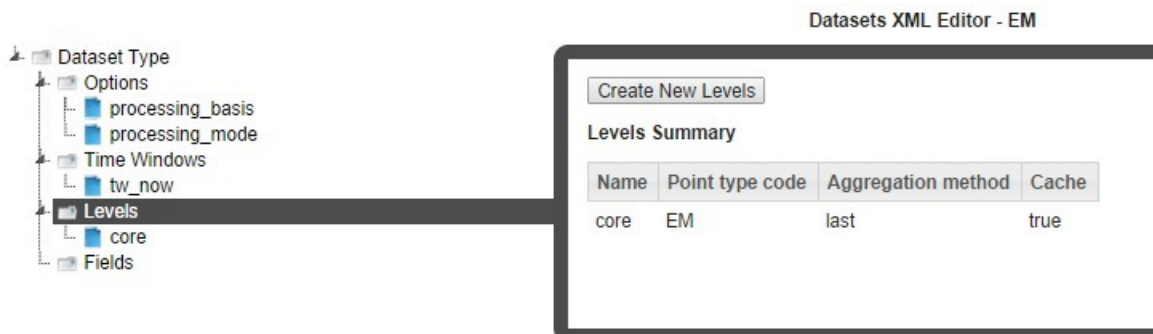 Datasets XML Editor - EM
Dataset Type
Options
processing_basis
processing_mode
Time Windows
tw_now
Levels
core
Fields
Create New Levels
Levels Summary
Name Point type code Aggregation method Cache
core EM last true